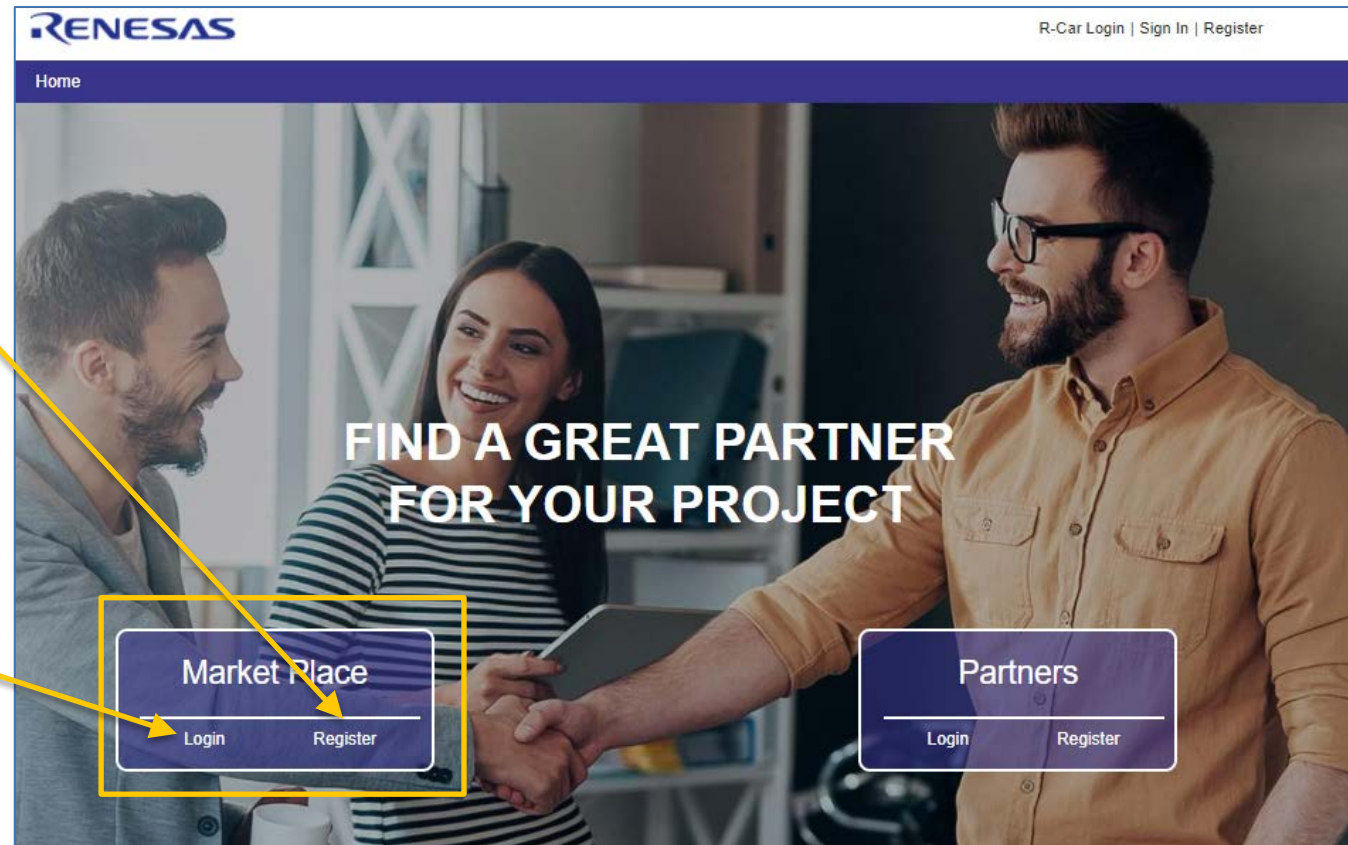 RENESAS
R-Car Login | Sign In | Register
Home
FIND A GREAT PARTNER
FOR YOUR PROJECT
Market Place
Login Register
Partners
Login Register